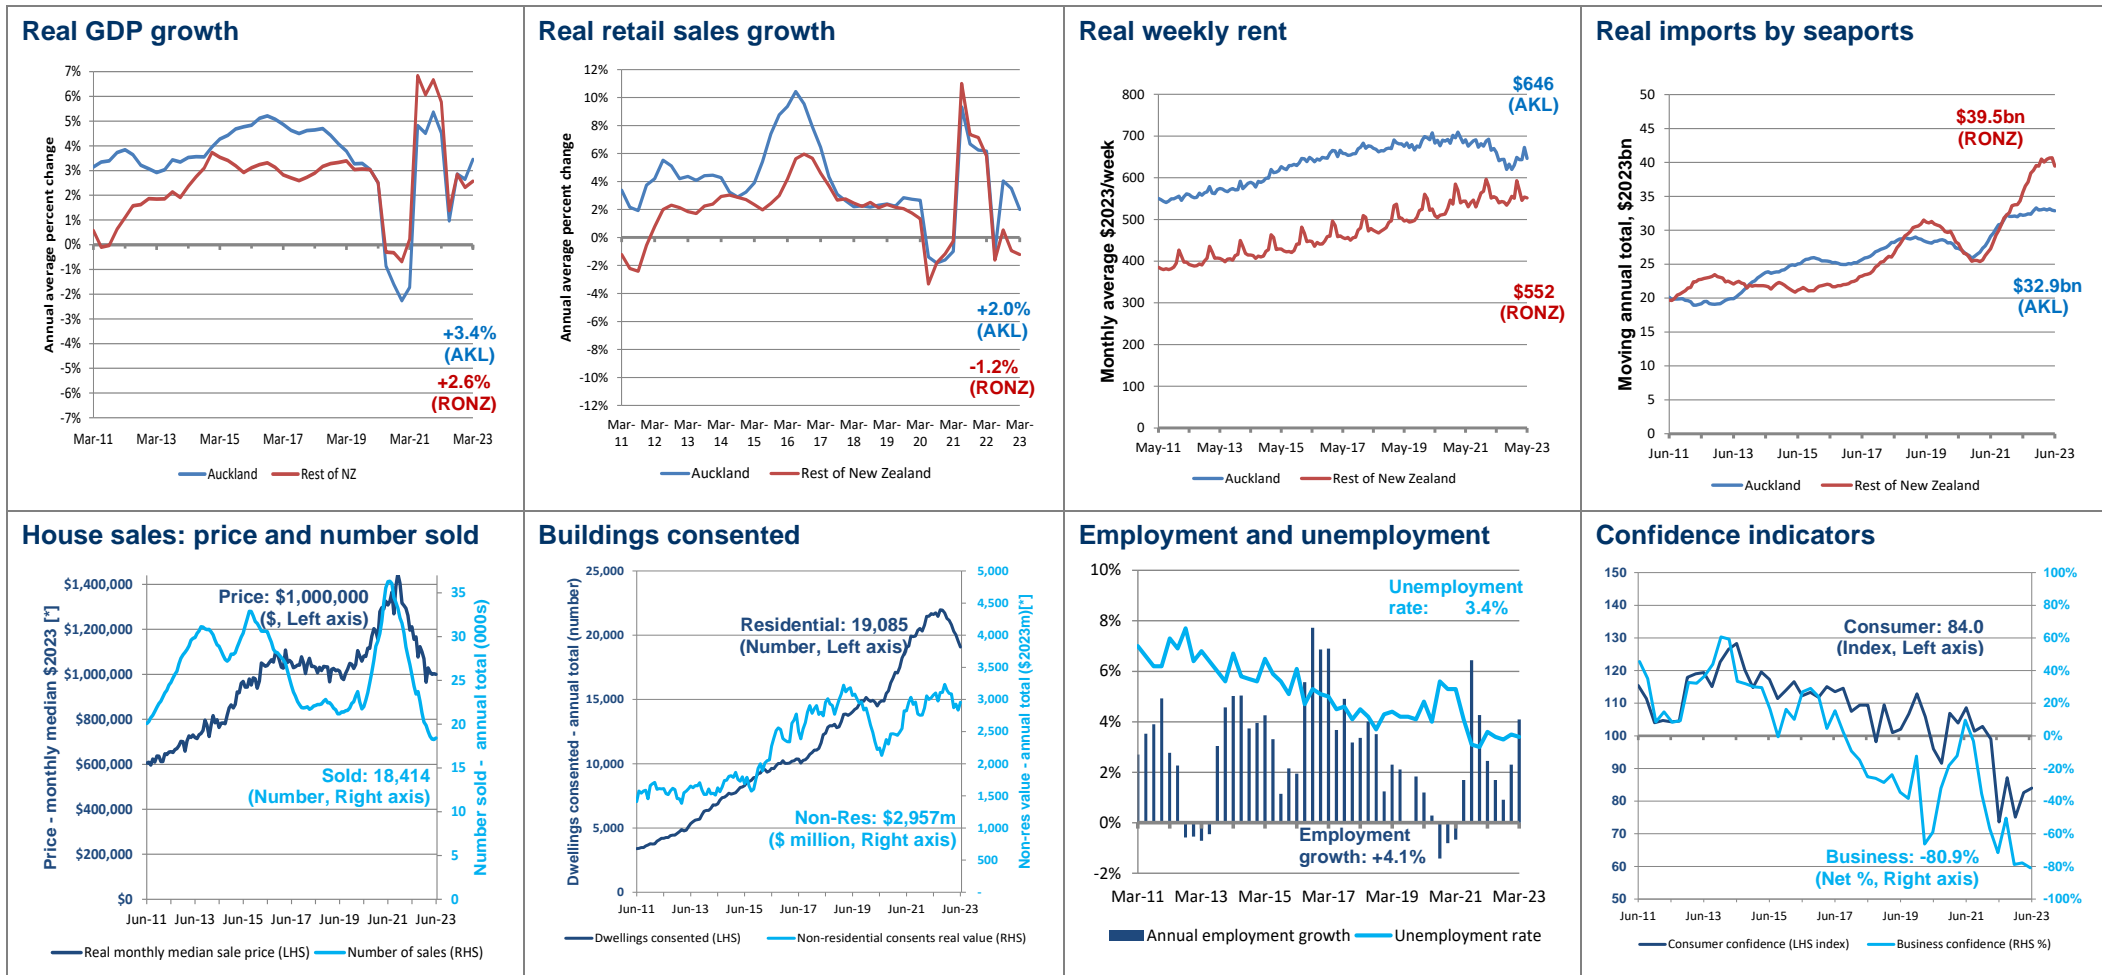 Real GDP growth
Annual average percent change
7%
6%
5%
4%
3%
2%
1%
0%
-1%
-2%
-3%
-4%
-5%
-6%
-7%
+3.4%
(AKL)
+2.6%
(RONZ)
Mar-11 Mar-13 Mar-15 Mar-17 Mar-19 Mar-21 Mar-23
Auckland Rest of NZ
Real retail sales growth
Annual average percent change
12%
10%
8%
6%
4%
2%
0%
-2%
-4%
-6%
-8%
-10%
-12%
+2.0%
(AKL)
-1.2%
(RONZ)
Mar- Mar- Mar- Mar- Mar- Mar- Mar- Mar- Mar- Mar- Mar- Mar- Mar-
11 12 13 14 15 16 17 18 19 20 21 22 23
Auckland Rest of New Zealand
Real weekly rent
Monthly average $2023/week
800
700
600
500
400
300
200
100
0
$646
(AKL)
$552
(RONZ)
May-11 May-13 May-15 May-17 May-19 May-21 May-23
Auckland Rest of New Zealand
Real imports by seaports
Moving annual total, $2023bn
50
45
40
35
30
25
20
15
10
5
0
$39.5bn
(RONZ)
$32.9bn
(AKL)
Jun-11 Jun-13 Jun-15 Jun-17 Jun-19 Jun-21 Jun-23
Auckland Rest of New Zealand
House sales: price and number sold
Price - monthly median $2023 [*]
$1,400,000
$1,200,000
$1,000,000
$800,000
$600,000
$400,000
$200,000
$0
Price: $1,000,000
($, Left axis)
Sold: 18,414
(Number, Right axis)
35
30
25
20
15
10
5
0
Number sold - annual total (000s)
Jun-11 Jun-13 Jun-15 Jun-17 Jun-19 Jun-21 Jun-23
Real monthly median sale price (LHS) Number of sales (RHS)
Buildings consented
Dwellings consented - annual total (number)
25,000
20,000
15,000
10,000
5,000
0
Residential: 19,085
(Number, Left axis)
Non-Res: $2,957m
($ million, Right axis)
5,000
4,500
4,000
3,500
3,000
2,500
2,000
1,500
1,000
500
-
Non-res value - annual total ($2023m)[*]
Jun-11 Jun-13 Jun-15 Jun-17 Jun-19 Jun-21 Jun-23
Dwellings consented (LHS) Non-residential consents real value (RHS)
Employment and unemployment
10%
8%
6%
4%
2%
0%
-2%
Unemployment
rate: 3.4%
Employment
growth: +4.1%
Mar-11 Mar-13 Mar-15 Mar-17 Mar-19 Mar-21 Mar-23
Annual employment growth Unemployment rate
Confidence indicators
150
140
130
120
110
100
90
80
70
60
50
Consumer: 84.0
(Index, Left axis)
Business: -80.9%
(Net %, Right axis)
100%
80%
60%
40%
20%
0%
-20%
-40%
-60%
-80%
-100%
Jun-11 Jun-13 Jun-15 Jun-17 Jun-19 Jun-21 Jun-23
Consumer confidence (LHS index) Business confidence (RHS %)